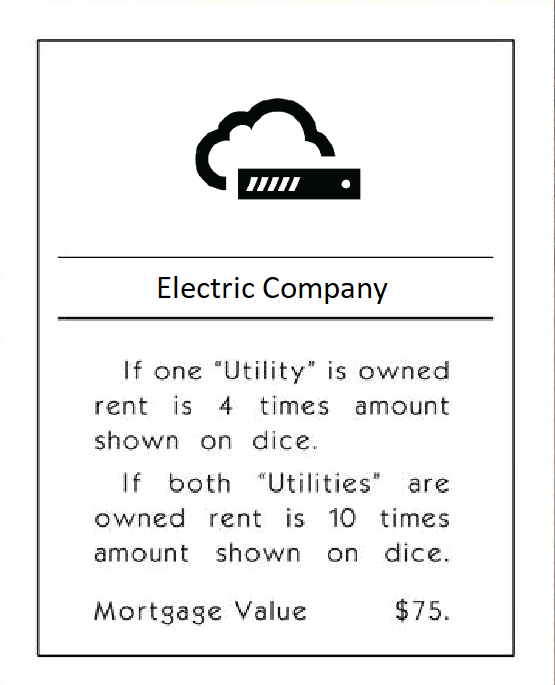 Electric Company
If one “Utility” is owned
rent is 4 times amount
shown on dice.
If both “Utilities” are
owned rent is 10 times
amount shown on dice.
Mortgage Value $75.